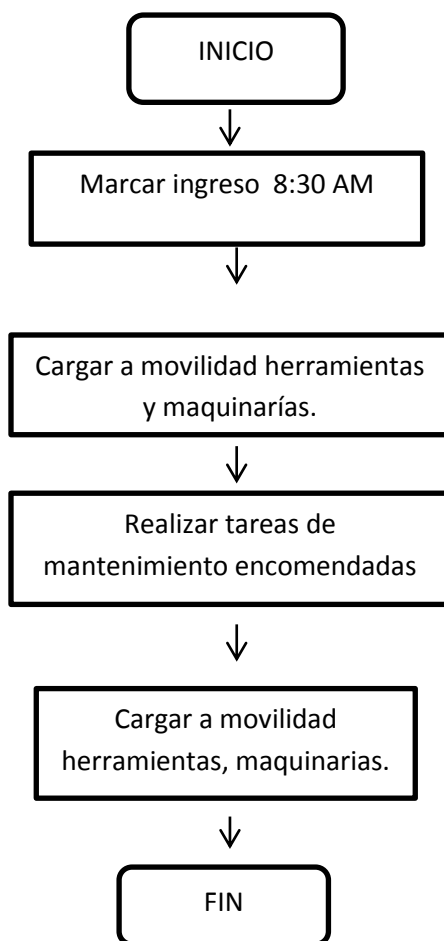 INICIO
Marcar ingreso  8:30 AM
Cargar a movilidad herramientas
y maquinarías.
Realizar tareas de
mantenimiento encomendadas
Cargar a movilidad
herramientas, maquinarias.
FIN